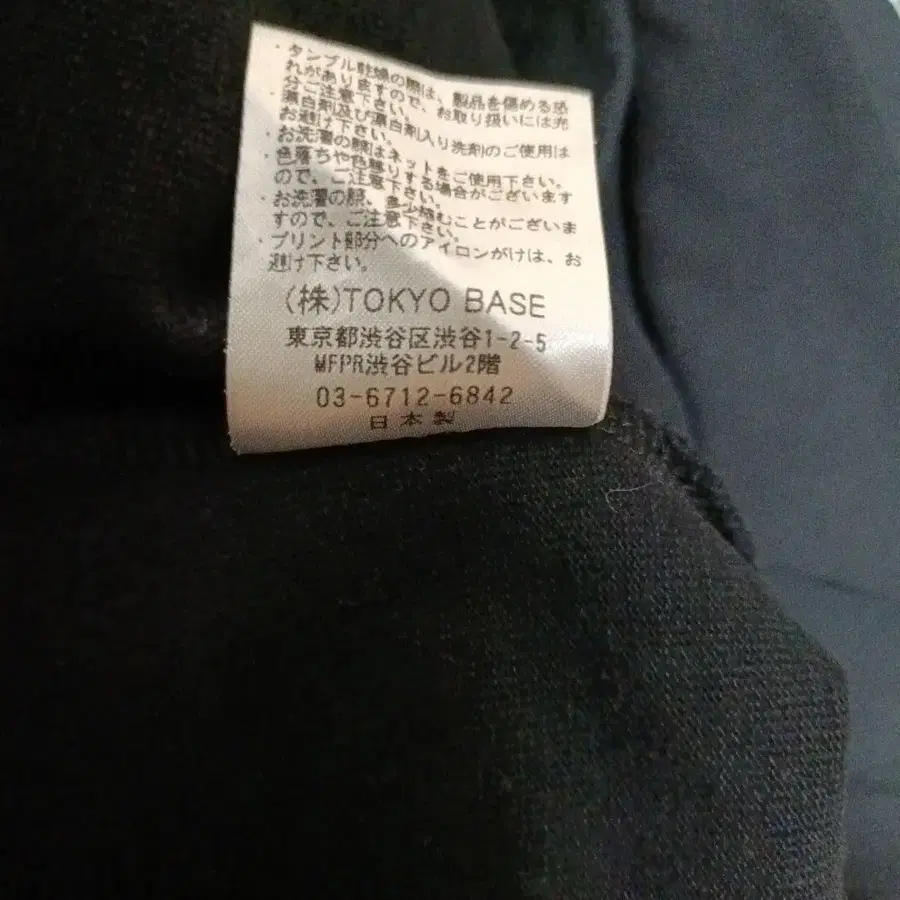 ・タンブル乾燥の際は、製品を傷める恐
れがありますので、お取り扱いには充
分ご注意下さい。
漂白剤及び漂白剤入り洗剤のご使用は
お避け下さい。
・お洗濯の際はネットをご使用下さい。
・色落ちや色移りする場合がございます
ので、ご注意下さい。
・お洗濯の際、多少縮むことがございま
すので、ご注意下さい。
・プリント部分へのアイロンがけは、お
避け下さい。
(株)TOKYO BASE
東京都渋谷区渋谷1-2-5
MFPR渋谷ビル2階
03-6712-6842
日本製